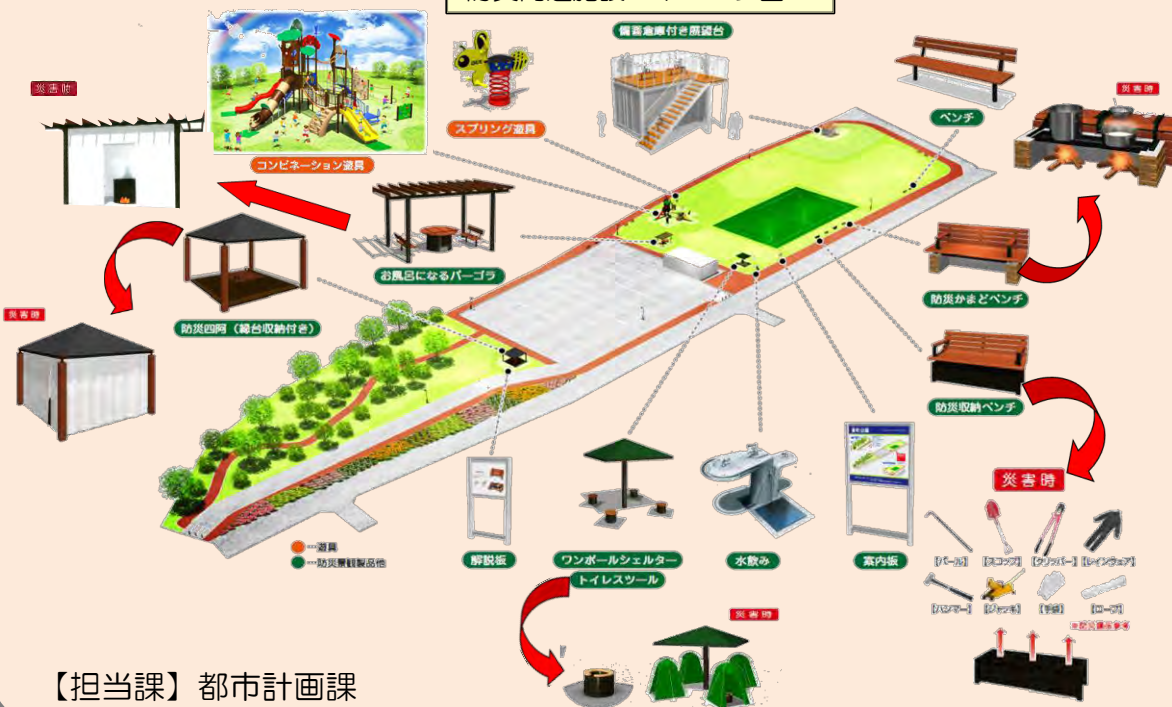 備蓄倉庫付き展望台
災害時
スプリング遊具
ベンチ
災害時
コンビネーション遊具
お風呂になるパーゴラ
防災かまどベンチ
災害時
防災四阿（縁台収納付き）
防災収納ベンチ
災害時
●…遊具
●…防災景観製品他
解説板
ワンポールシェルター
トイレスツール
水飲み
案内板
【バール】
【スコップ】
【クリッパー】
【レインウェア】
【ハンマー】
【ジャッキ】
【手袋】
【ロープ】
災害時
【担当課】都市計画課